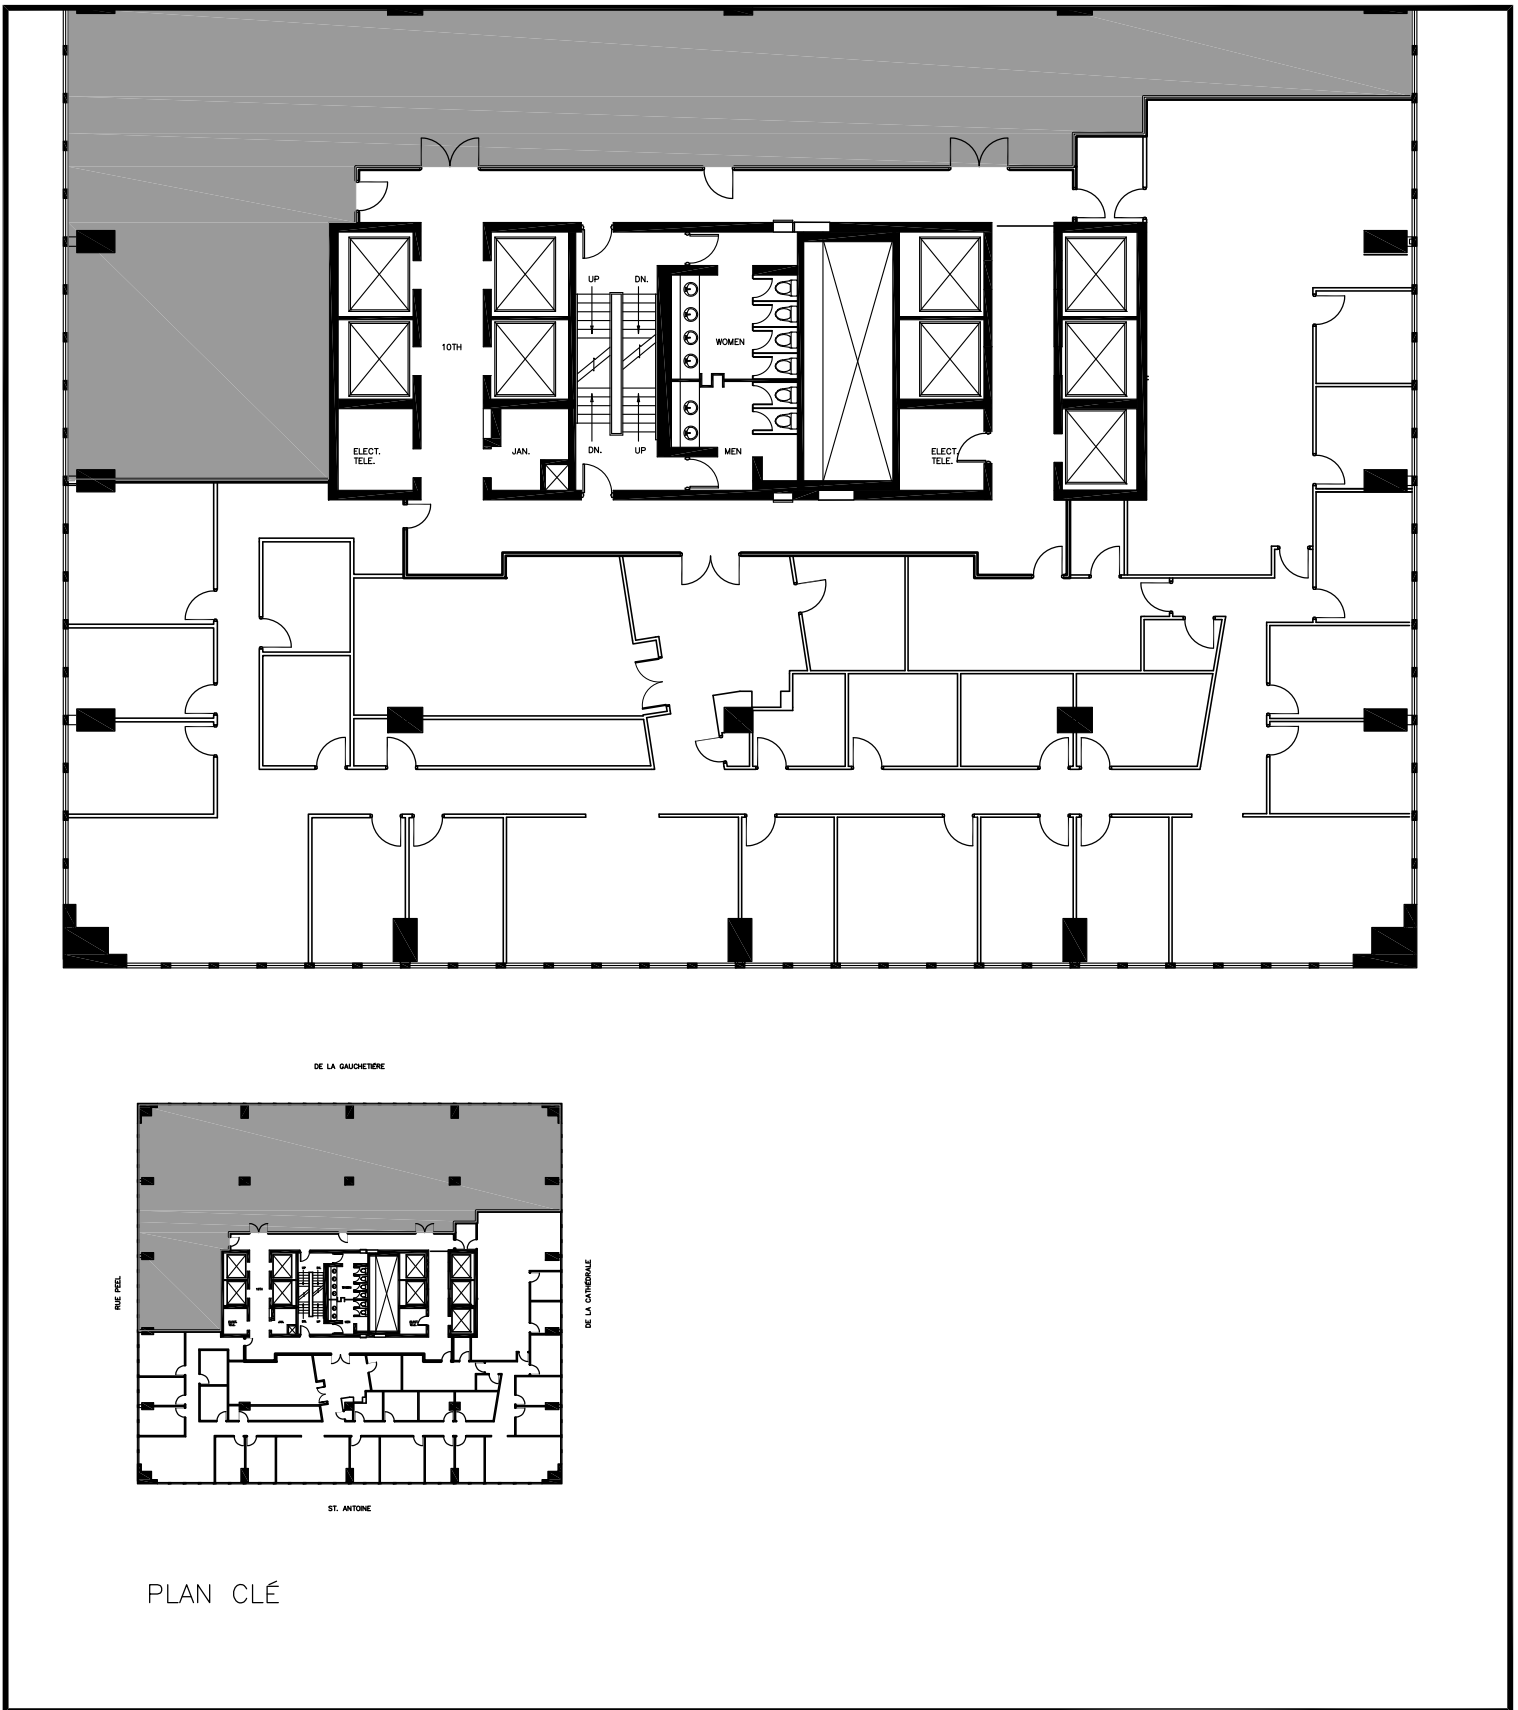 UP DN.
10TH
WOMEN
ELECT.
TELE.
JAN.
DN. UP
MEN
ELECT.
TELE.
DE LA GAUCHETIÈRE
RUE PEEL
DE LA CATHÉDRALE
10TH
ST. ANTOINE
PLAN CLÉ